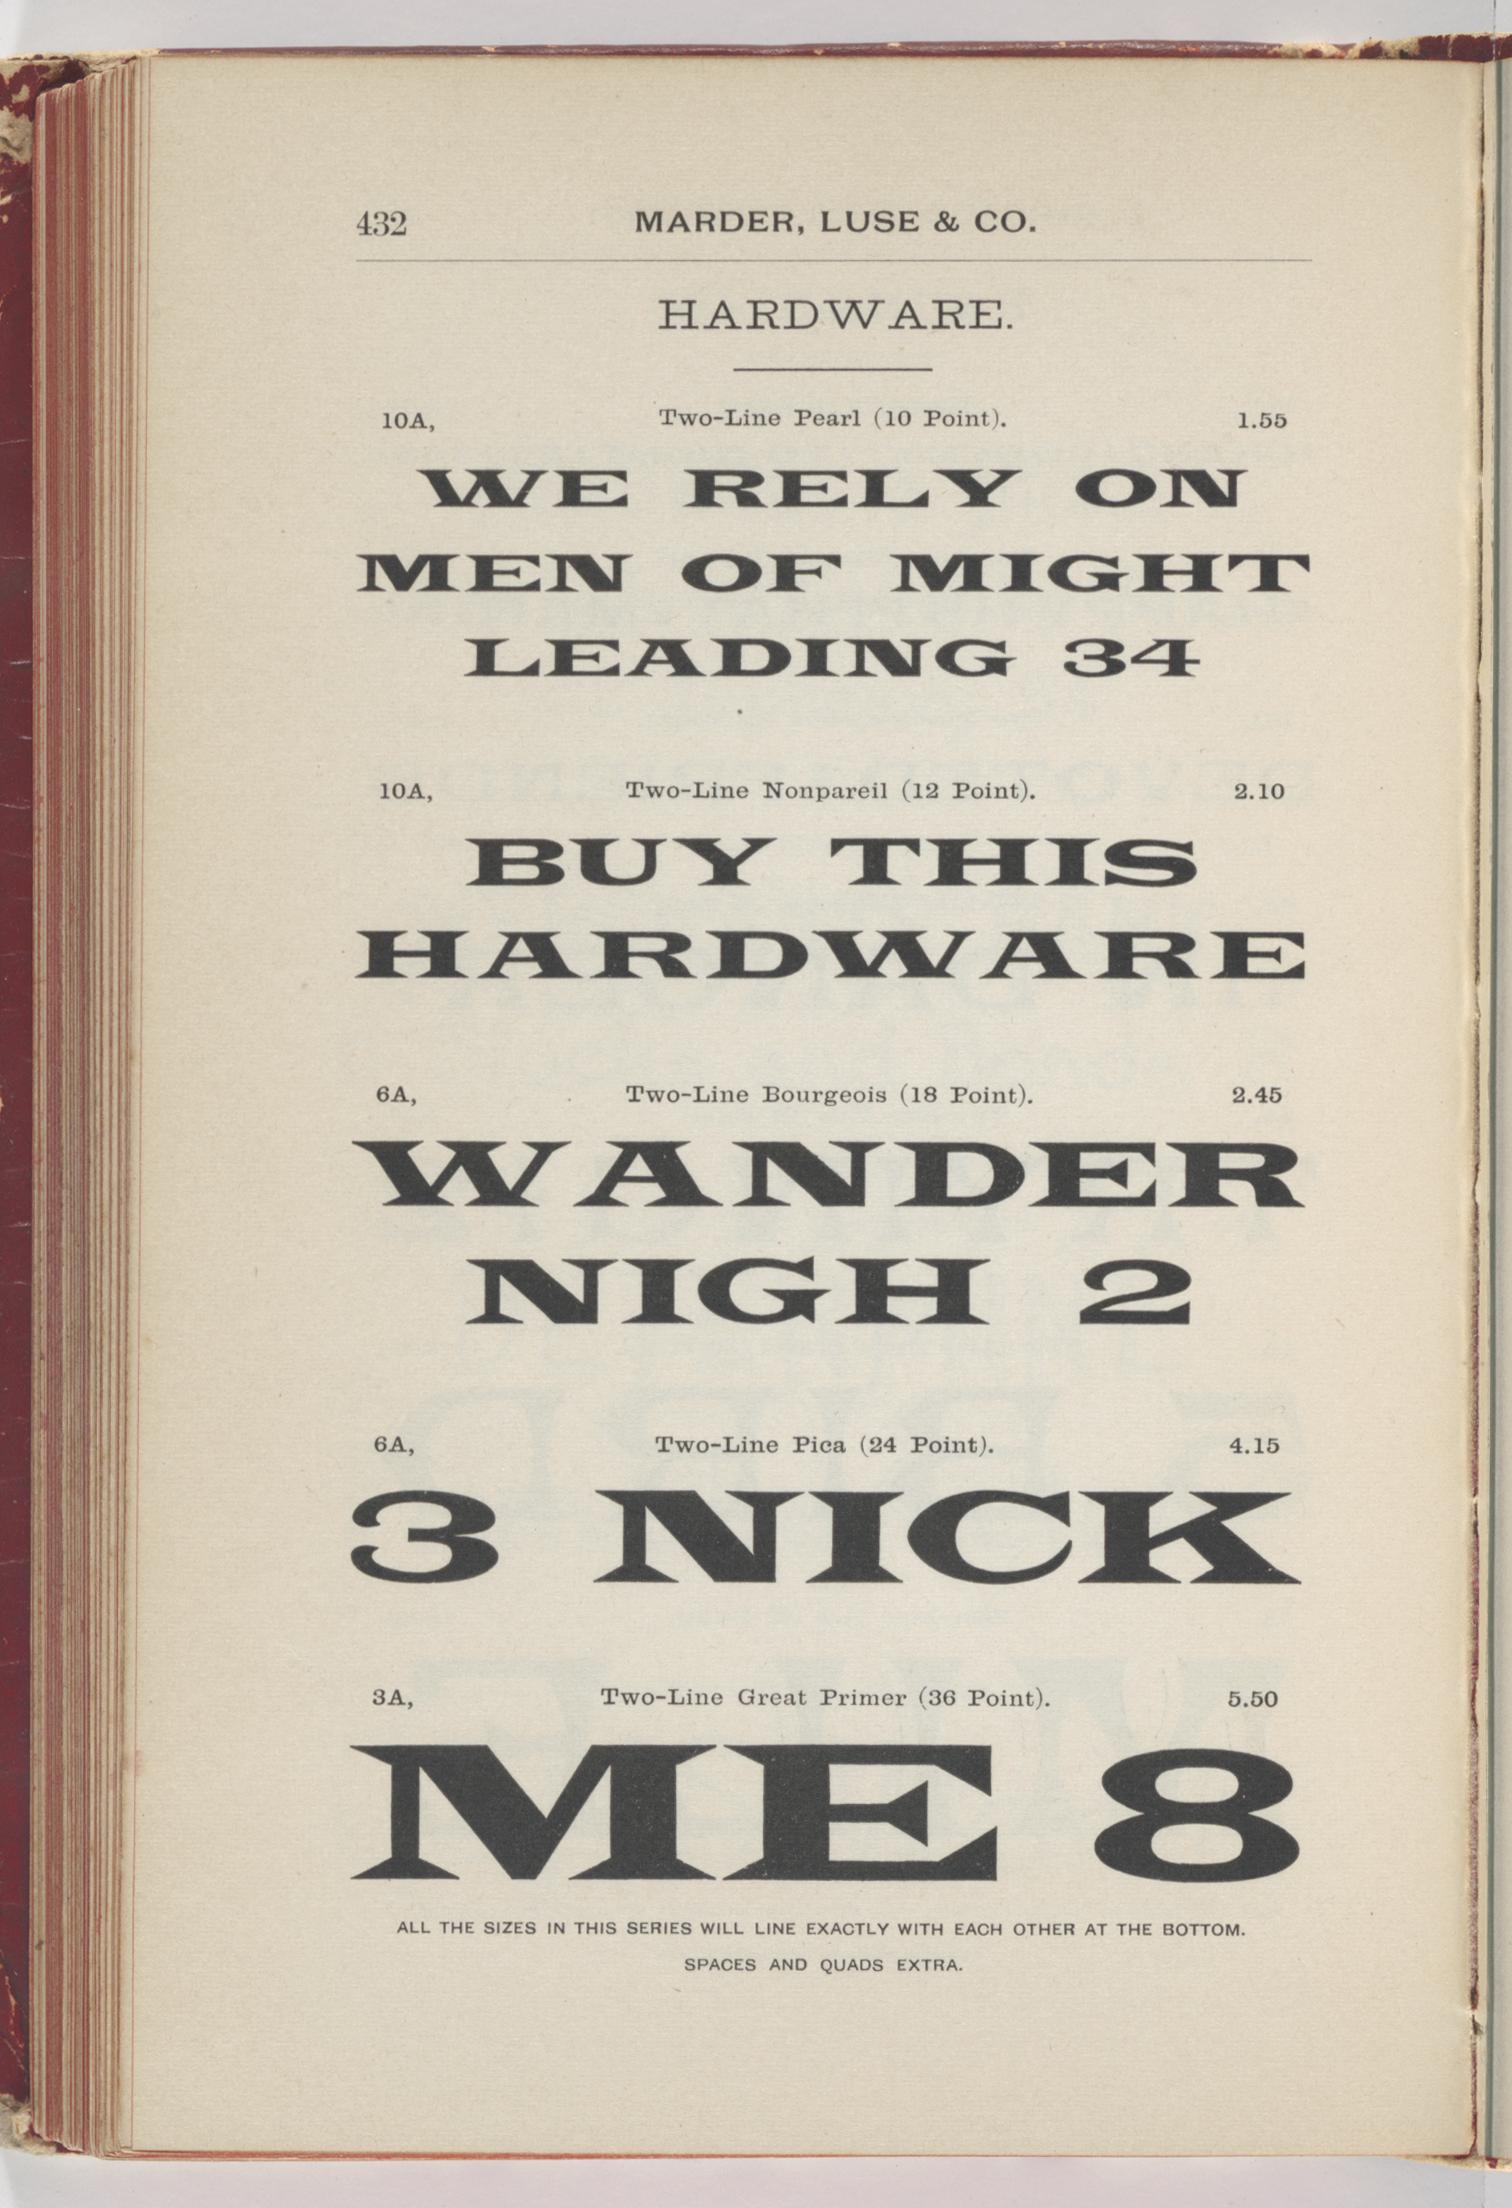 432 MARDER, LUSE & CO.
HARDWARE.
10A, Two-Line Pearl (10 Point). 1.55
WE RELY ON
MEN OF MIGHT
LEADING 34
10A, Two-Line Nonpareil (12 Point). 2.10
BUY THIS
HARDWARE
6A, Two-Line Bourgeois (18 Point). 2.45
WANDER
NIGH 2
6A, Two-Line Pica (24 Point). 4.15
3 NICK
3A, Two-Line Great Primer (36 Point). 5.50
ME 8
ALL THE SIZES IN THIS SERIES WILL LINE EXACTLY WITH EACH OTHER AT THE BOTTOM.
SPACES AND QUADS EXTRA.